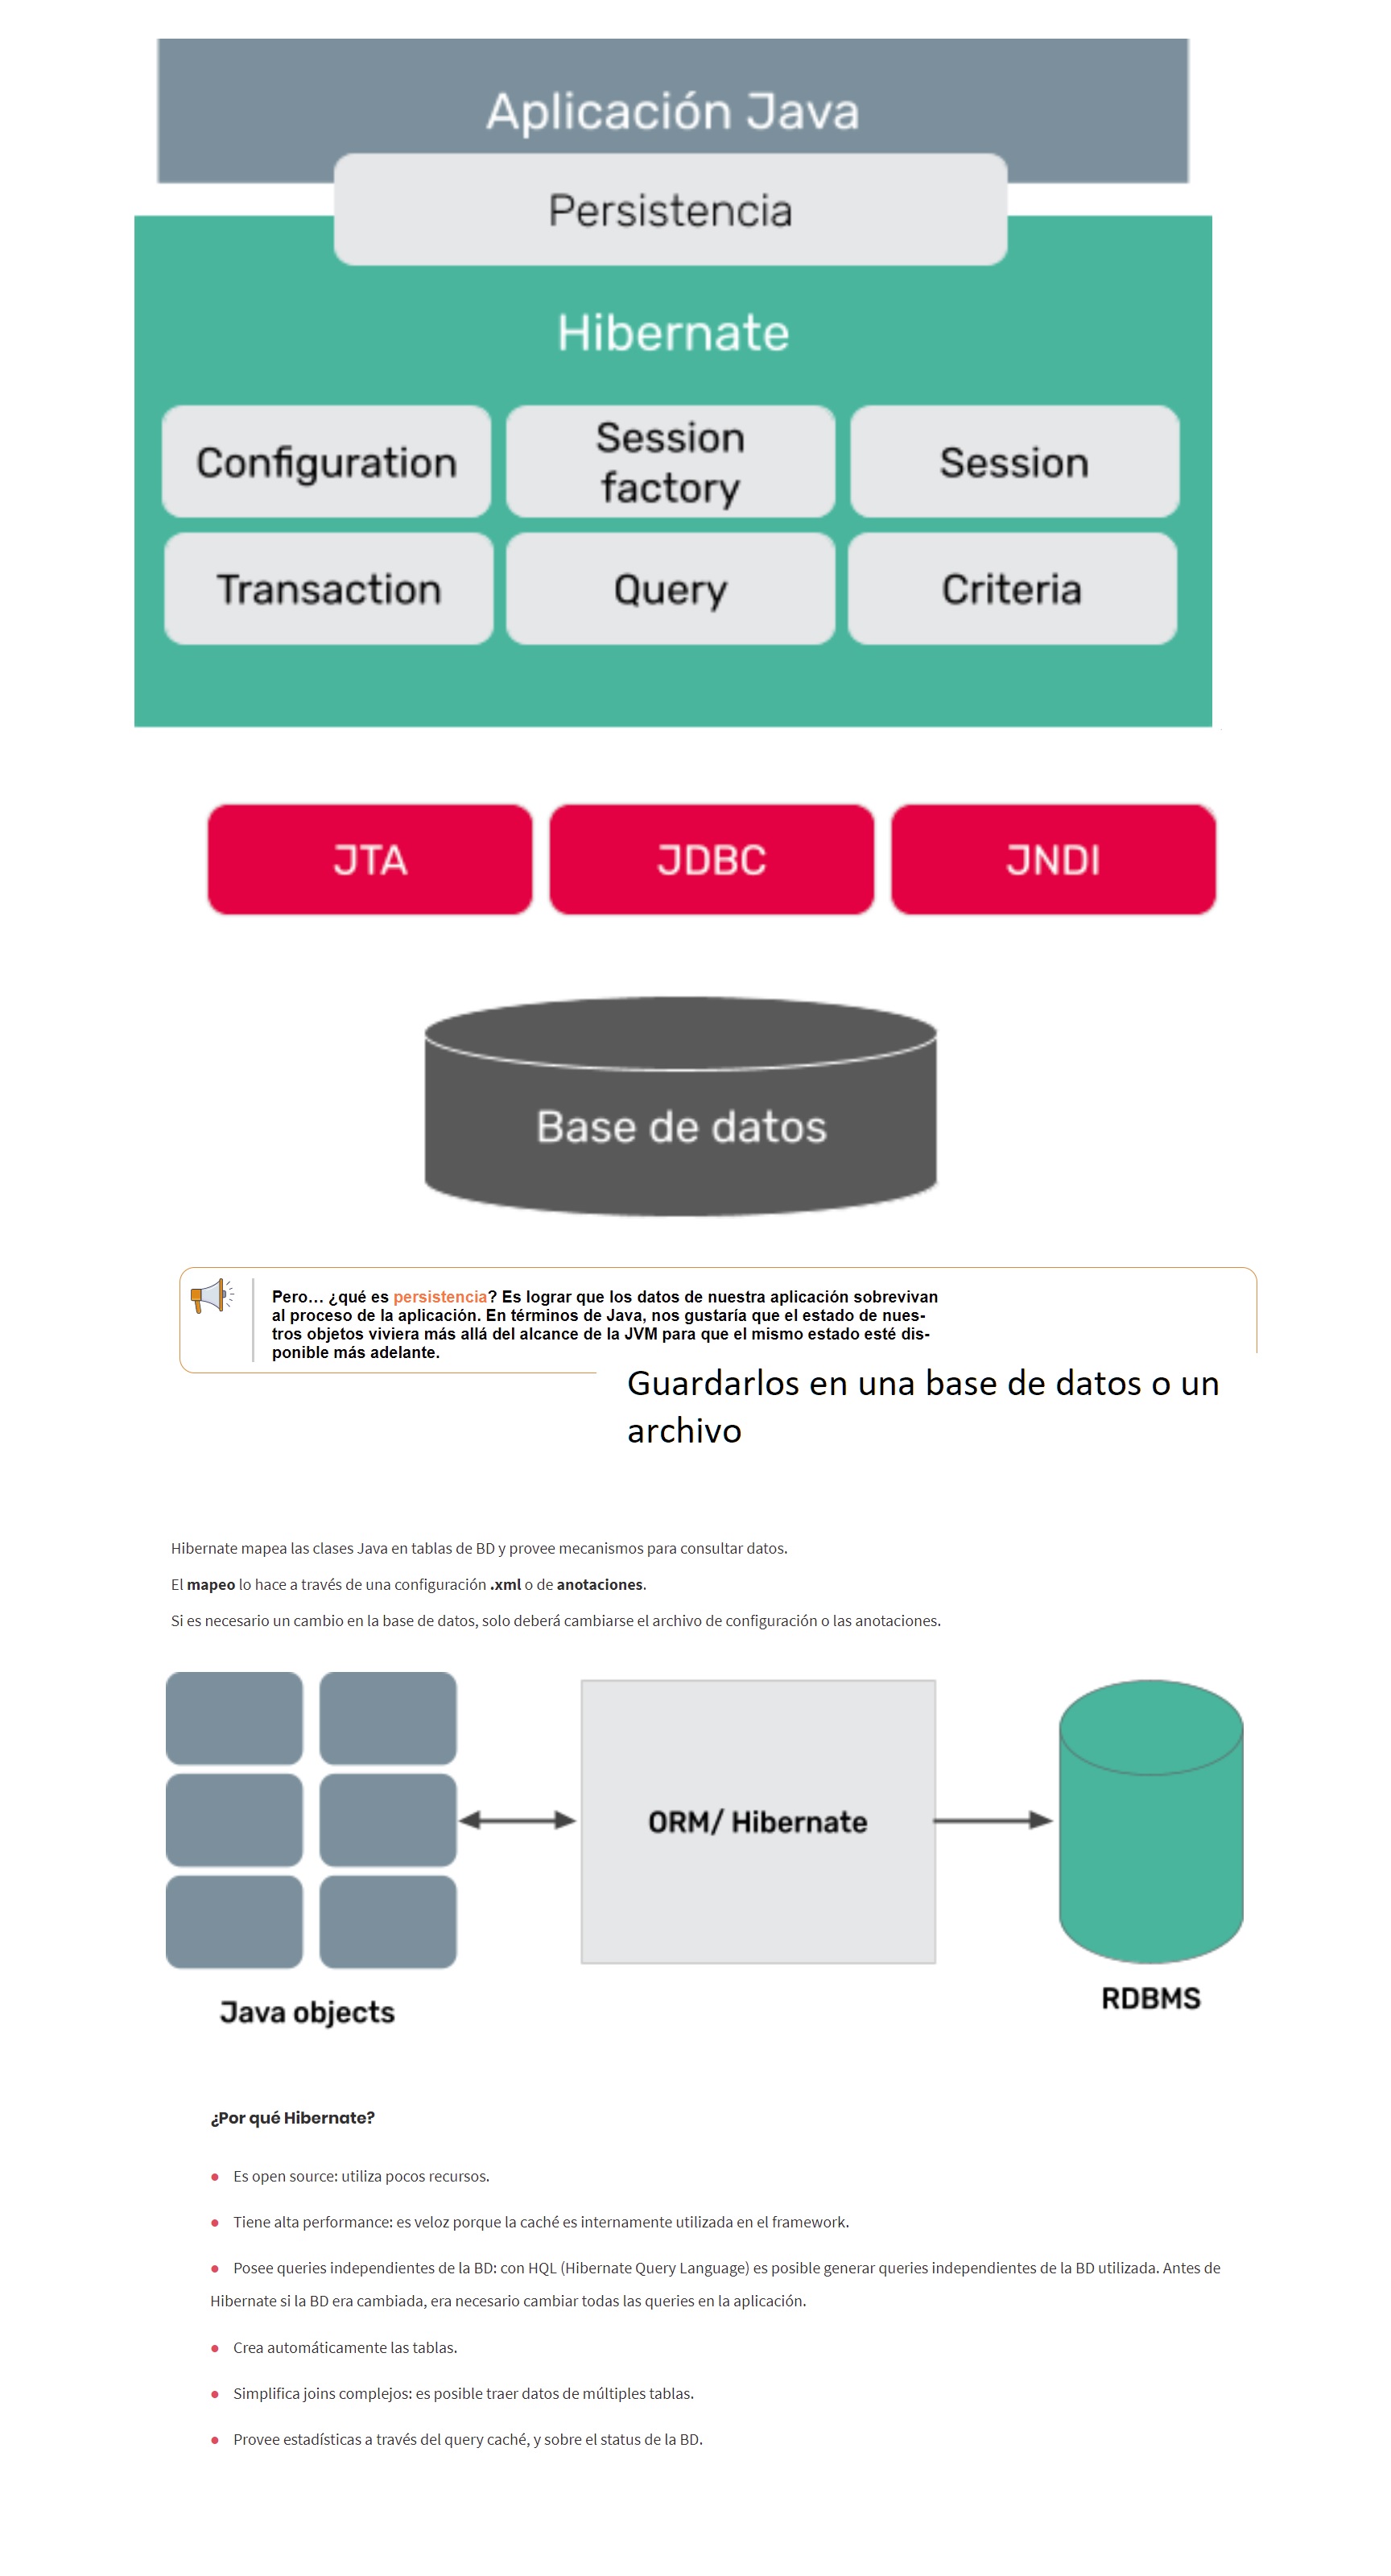 Aplicación Java
Persistencia
Hibernate
Configuration
Session
factory
Session
Transaction
Query
Criteria
JTA
JDBC
JNDI
Base de datos
Pero... ¿qué es persistencia? Es lograr que los datos de nuestra aplicación sobrevivan
al proceso de la aplicación. En términos de Java, nos gustaría que el estado de nues-
tros objetos viviera más allá del alcance de la JVM para que el mismo estado esté dis-
ponible más adelante.
Guardarlos en una base de datos o un
archivo
Hibernate mapea las clases Java en tablas de BD y provee mecanismos para consultar datos.
El mapeo lo hace a través de una configuración .xml o de anotaciones.
Si es necesario un cambio en la base de datos, solo deberá cambiarse el archivo de configuración o las anotaciones.
ORM/ Hibernate
Java objects
RDBMS
¿Por qué Hibernate?
● Es open source: utiliza pocos recursos.
● Tiene alta performance: es veloz porque la caché es internamente utilizada en el framework.
● Posee queries independientes de la BD: con HQL (Hibernate Query Language) es posible generar queries independientes de la BD utilizada. Antes de
Hibernate si la BD era cambiada, era necesario cambiar todas las queries en la aplicación.
● Crea automáticamente las tablas.
● Simplifica joins complejos: es posible traer datos de múltiples tablas.
● Provee estadísticas a través del query caché, y sobre el status de la BD.